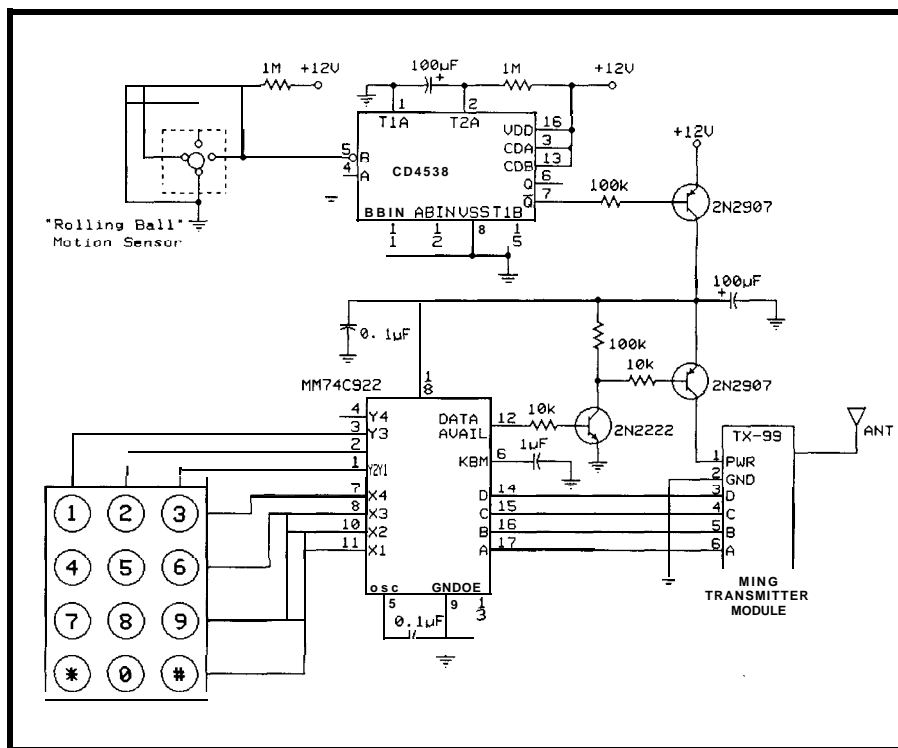 1M +12V
100µF
+
1M
+12V
1 2
T1A T2A
VDD 16
CDA 3
CDB 13
Q 6
Q 7
5 R
4 A
CD4538
BBIN ABIN VSS T1B
1 1 8 1
1 2 5
"Rolling Ball"
Motion Sensor
100k
+12V
2N2907
100µF
+
0.1µF
100k
10k
2N2907
MM74C922
1
8
4 Y4
3 Y3
2
1 Y2Y1
7 X4
8 X3
10 X2
11 X1
DATA
AVAIL
12
10k
2N2222
KBM 6
1µF
D 14
C 15
B 16
A 17
osc GNDOE
5 9 1
3
0.1µF
TX-99
1 PWR
2 GND
3 D
4 C
5 B
6 A
ANT
MING
TRANSMITTER
MODULE
1 2 3
4 5 6
7 8 9
* 0 #